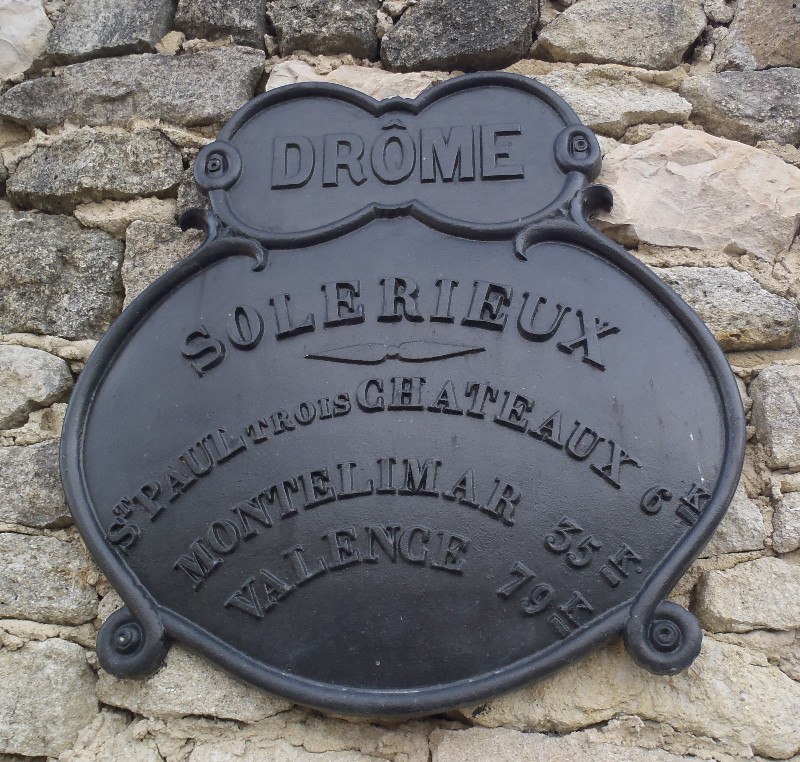 DRÔME
SOLERIEUX
ST PAUL TROIS CHATEAUX 6 K
MONTELIMAR 35 K
VALENCE 79 K